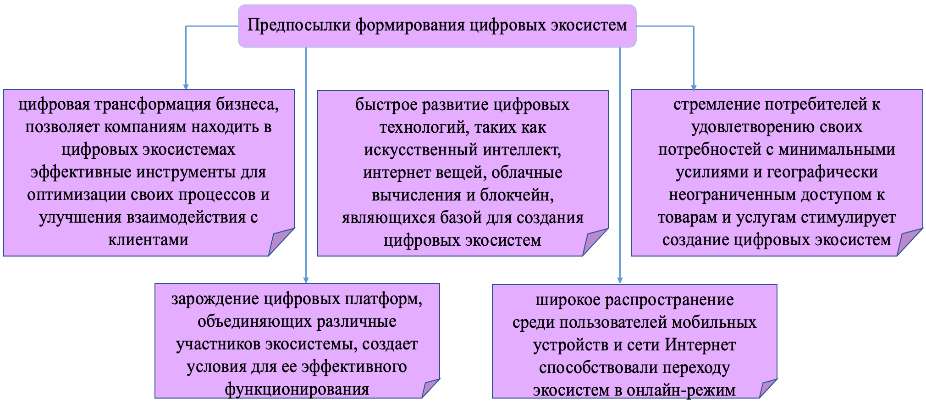 Предпосылки формирования цифровых экосистем
цифровая трансформация бизнеса,
позволяет компаниям находить в
цифровых экосистемах
эффективные инструменты для
оптимизации своих процессов и
улучшения взаимодействия с
клиентами
быстрое развитие цифровых
технологий, таких как
искусственный интеллект,
интернет вещей, облачные
вычисления и блокчейн,
являющихся базой для создания
цифровых экосистем
стремление потребителей к
удовлетворению своих
потребностей с минимальными
усилиями и географически
неограниченным доступом к
товарам и услугам стимулирует
создание цифровых экосистем
зарождение цифровых платформ,
объединяющих различные
участников экосистемы, создает
условия для ее эффективного
функционирования
широкое распространение
среди пользователей мобильных
устройств и сети Интернет
способствовали переходу
экосистем в онлайн-режим